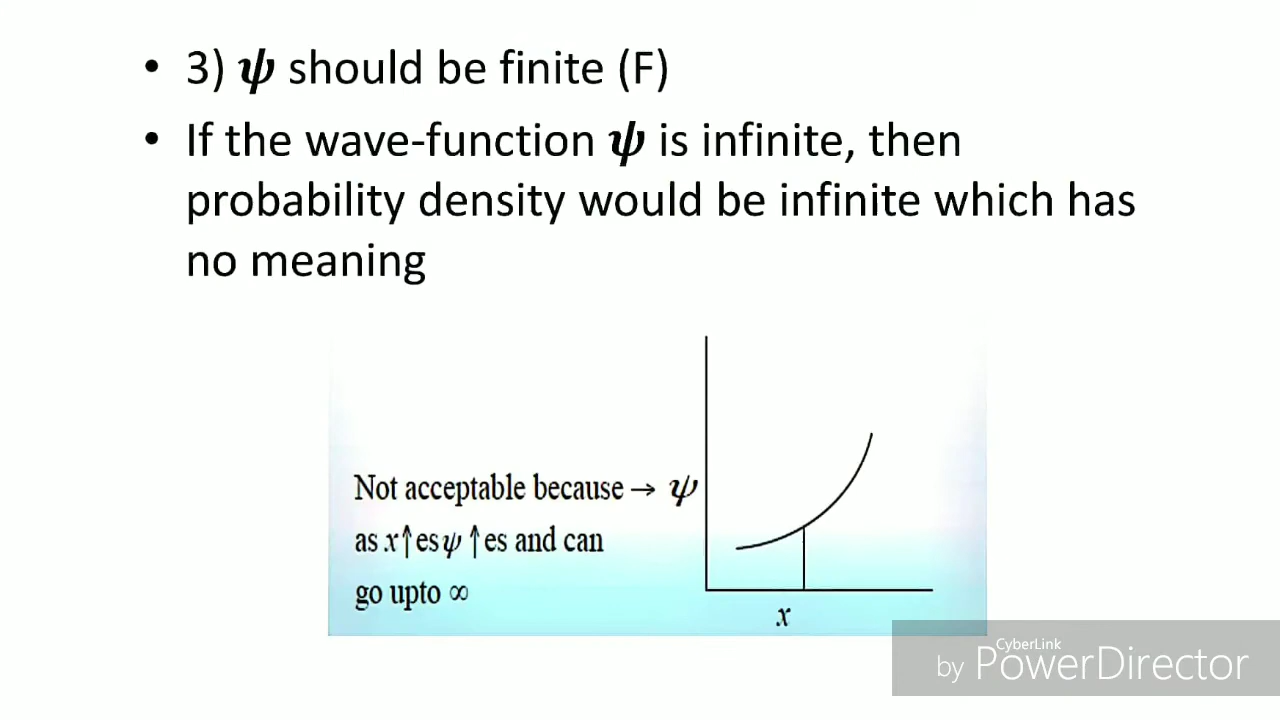 • 3) ψ should be finite (F)
• If the wave-function ψ is infinite, then
probability density would be infinite which has
no meaning
Not acceptable because → ψ
as x↑es ψ ↑es and can
go upto ∞
x
CyberLink
by PowerDirector